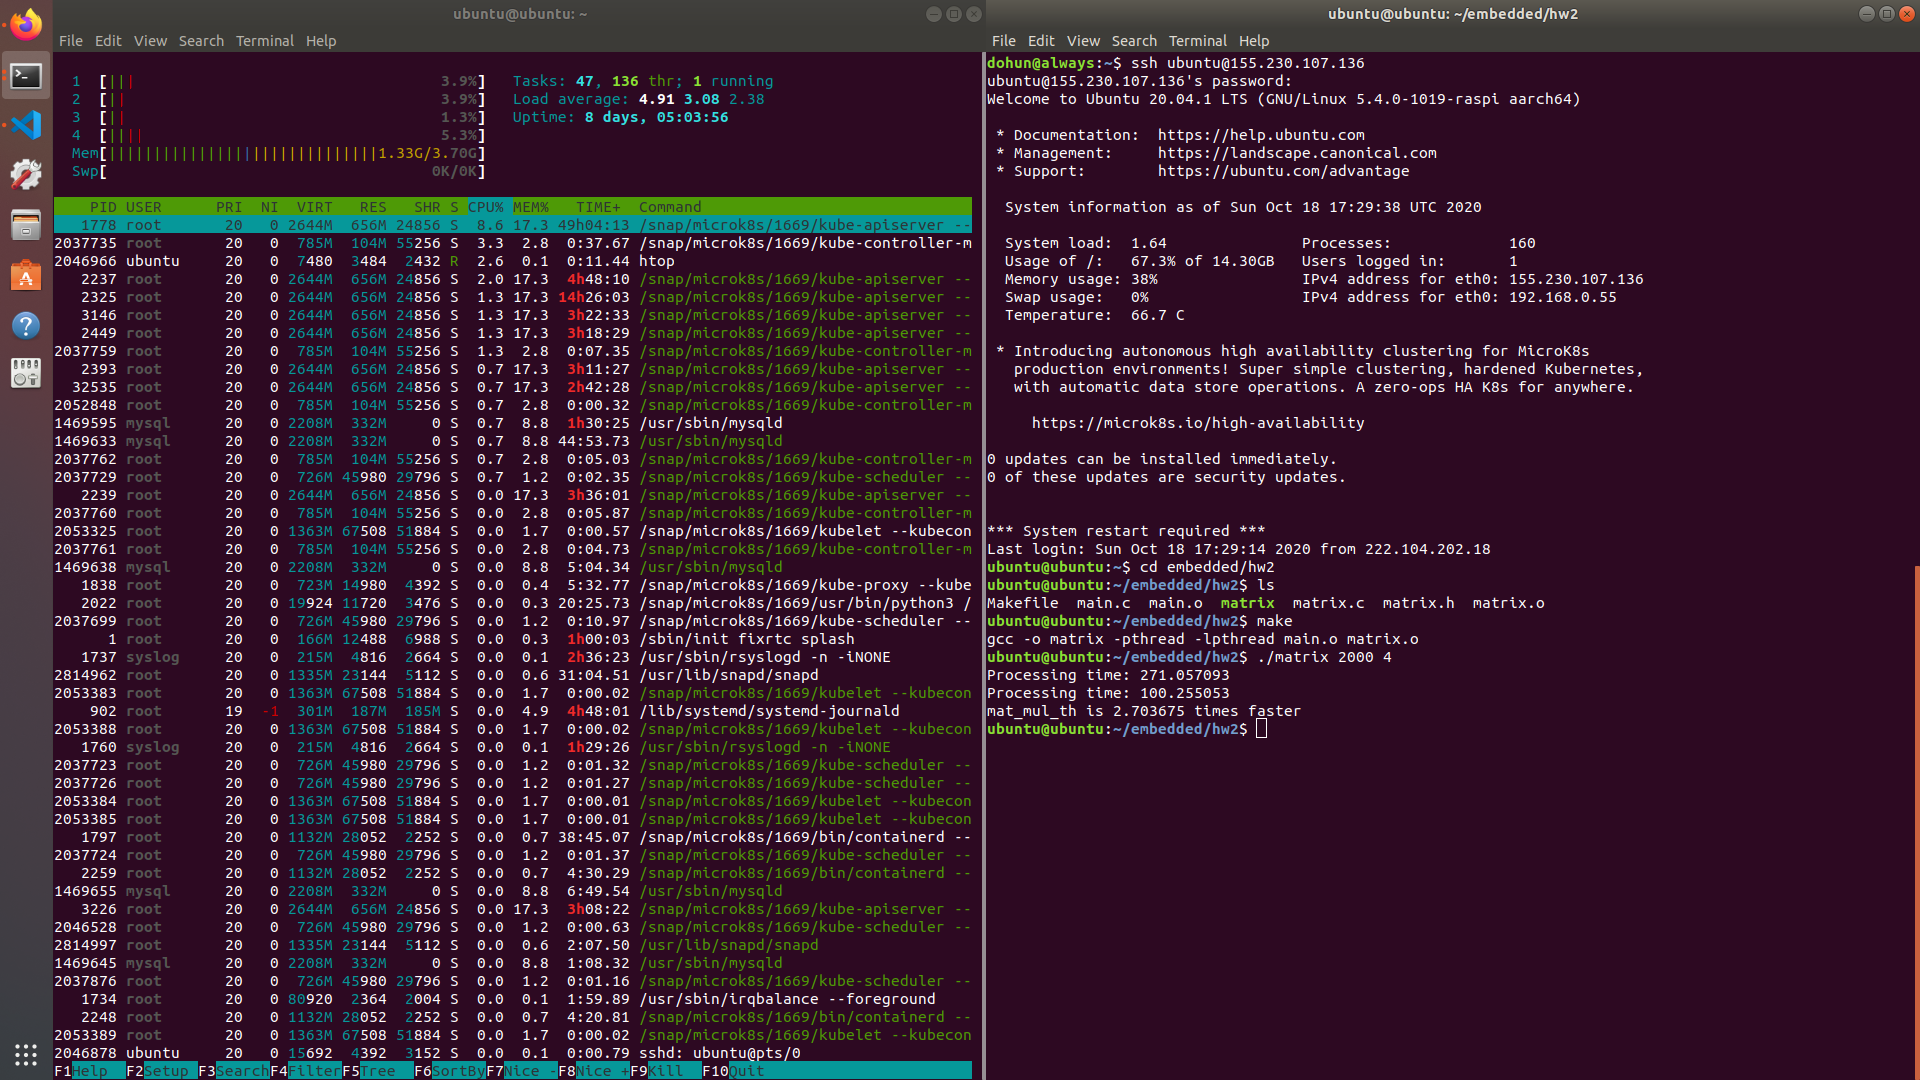 ubuntu@ubuntu: ~
File Edit View Search Terminal Help
1 [||| 3.9%] Tasks: 47, 136 thr; 1 running
2 [|| 3.9%] Load average: 4.91 3.08 2.38
3 [|| 1.3%] Uptime: 8 days, 05:03:56
4 [|||| 5.3%]
Mem[||||||||||||||||||||||||||||||1.33G/3.70G]
Swp[ 0K/0K]
PID USER PRI NI VIRT RES SHR S CPU% MEM% TIME+ Command
1778 root 20 0 2644M 656M 24856 S 8.6 17.3 49h04:13 /snap/microk8s/1669/kube-apiserver --
2037735 root 20 0 785M 104M 55256 S 3.3 2.8 0:37.67 /snap/microk8s/1669/kube-controller-m
2046966 ubuntu 20 0 7480 3484 2432 R 2.6 0.1 0:11.44 htop
2237 root 20 0 2644M 656M 24856 S 2.0 17.3 4h48:10 /snap/microk8s/1669/kube-apiserver --
2325 root 20 0 2644M 656M 24856 S 1.3 17.3 14h26:03 /snap/microk8s/1669/kube-apiserver --
3146 root 20 0 2644M 656M 24856 S 1.3 17.3 3h22:33 /snap/microk8s/1669/kube-apiserver --
2449 root 20 0 2644M 656M 24856 S 1.3 17.3 3h18:29 /snap/microk8s/1669/kube-apiserver --
2037759 root 20 0 785M 104M 55256 S 1.3 2.8 0:07.35 /snap/microk8s/1669/kube-controller-m
2393 root 20 0 2644M 656M 24856 S 0.7 17.3 3h11:27 /snap/microk8s/1669/kube-apiserver --
32535 root 20 0 2644M 656M 24856 S 0.7 17.3 2h42:28 /snap/microk8s/1669/kube-apiserver --
2052848 root 20 0 785M 104M 55256 S 0.7 2.8 0:00.32 /snap/microk8s/1669/kube-controller-m
1469595 mysql 20 0 2208M 332M 0 S 0.7 8.8 1h30:25 /usr/sbin/mysqld
1469633 mysql 20 0 2208M 332M 0 S 0.7 8.8 44:53.73 /usr/sbin/mysqld
2037762 root 20 0 785M 104M 55256 S 0.7 2.8 0:05.03 /snap/microk8s/1669/kube-controller-m
2037729 root 20 0 726M 45980 29796 S 0.7 1.2 0:02.35 /snap/microk8s/1669/kube-scheduler --
2239 root 20 0 2644M 656M 24856 S 0.0 17.3 3h36:01 /snap/microk8s/1669/kube-apiserver --
2037760 root 20 0 785M 104M 55256 S 0.0 2.8 0:05.87 /snap/microk8s/1669/kube-controller-m
2053325 root 20 0 1363M 67508 51884 S 0.0 1.7 0:00.57 /snap/microk8s/1669/kubelet --kubecon
2037761 root 20 0 785M 104M 55256 S 0.0 2.8 0:04.73 /snap/microk8s/1669/kube-controller-m
1469638 mysql 20 0 2208M 332M 0 S 0.0 8.8 5:04.34 /usr/sbin/mysqld
1838 root 20 0 723M 14980 4392 S 0.0 0.4 5:32.77 /snap/microk8s/1669/kube-proxy --kube
2022 root 20 0 19924 11720 3476 S 0.0 0.3 20:25.73 /snap/microk8s/1669/usr/bin/python3 /
2037699 root 20 0 726M 45980 29796 S 0.0 1.2 0:10.97 /snap/microk8s/1669/kube-scheduler --
1 root 20 0 166M 12488 6988 S 0.0 0.3 1h00:03 /sbin/init fixrtc splash
1737 syslog 20 0 215M 4816 2664 S 0.0 0.1 2h36:23 /usr/sbin/rsyslogd -n -iNONE
2814962 root 20 0 1335M 23144 5112 S 0.0 0.6 31:04.51 /usr/lib/snapd/snapd
2053383 root 20 0 1363M 67508 51884 S 0.0 1.7 0:00.02 /snap/microk8s/1669/kubelet --kubecon
902 root 19 -1 301M 187M 185M S 0.0 4.9 4h48:01 /lib/systemd/systemd-journald
2053388 root 20 0 1363M 67508 51884 S 0.0 1.7 0:00.02 /snap/microk8s/1669/kubelet --kubecon
1760 syslog 20 0 215M 4816 2664 S 0.0 0.1 1h29:26 /usr/sbin/rsyslogd -n -iNONE
2037723 root 20 0 726M 45980 29796 S 0.0 1.2 0:01.32 /snap/microk8s/1669/kube-scheduler --
2037726 root 20 0 726M 45980 29796 S 0.0 1.2 0:01.27 /snap/microk8s/1669/kube-scheduler --
2053384 root 20 0 1363M 67508 51884 S 0.0 1.7 0:00.01 /snap/microk8s/1669/kubelet --kubecon
2053385 root 20 0 1363M 67508 51884 S 0.0 1.7 0:00.01 /snap/microk8s/1669/kubelet --kubecon
1797 root 20 0 1132M 28052 2252 S 0.0 0.7 38:45.07 /snap/microk8s/1669/bin/containerd --
2037724 root 20 0 726M 45980 29796 S 0.0 1.2 0:01.37 /snap/microk8s/1669/kube-scheduler --
2259 root 20 0 1132M 28052 2252 S 0.0 0.7 4:30.29 /snap/microk8s/1669/bin/containerd --
1469655 mysql 20 0 2208M 332M 0 S 0.0 8.8 6:49.54 /usr/sbin/mysqld
3226 root 20 0 2644M 656M 24856 S 0.0 17.3 3h08:22 /snap/microk8s/1669/kube-apiserver --
2046528 root 20 0 726M 45980 29796 S 0.0 1.2 0:00.63 /snap/microk8s/1669/kube-scheduler --
2814997 root 20 0 1335M 23144 5112 S 0.0 0.6 2:07.50 /usr/lib/snapd/snapd
1469645 mysql 20 0 2208M 332M 0 S 0.0 8.8 1:08.32 /usr/sbin/mysqld
2037876 root 20 0 726M 45980 29796 S 0.0 1.2 0:01.16 /snap/microk8s/1669/kube-scheduler --
1734 root 20 0 80920 2364 2004 S 0.0 0.1 1:59.89 /usr/sbin/irqbalance --foreground
2248 root 20 0 1132M 28052 2252 S 0.0 0.7 4:20.81 /snap/microk8s/1669/bin/containerd --
2053389 root 20 0 1363M 67508 51884 S 0.0 1.7 0:00.02 /snap/microk8s/1669/kubelet --kubecon
2046878 ubuntu 20 0 15692 4392 3152 S 0.0 0.1 0:00.79 sshd: ubuntu@pts/0
F1Help F2Setup F3SearchF4FilterF5Tree F6SortByF7Nice -F8Nice +F9Kill F10Quit
ubuntu@ubuntu: ~/embedded/hw2
File Edit View Search Terminal Help
dohun@always:~$ ssh ubuntu@155.230.107.136
ubuntu@155.230.107.136's password:
Welcome to Ubuntu 20.04.1 LTS (GNU/Linux 5.4.0-1019-raspi aarch64)
* Documentation: https://help.ubuntu.com
* Management: https://landscape.canonical.com
* Support: https://ubuntu.com/advantage
System information as of Sun Oct 18 17:29:38 UTC 2020
System load: 1.64 Processes: 160
Usage of /: 67.3% of 14.30GB Users logged in: 1
Memory usage: 38% IPv4 address for eth0: 155.230.107.136
Swap usage: 0% IPv4 address for eth0: 192.168.0.55
Temperature: 66.7 C
* Introducing autonomous high availability clustering for MicroK8s
production environments! Super simple clustering, hardened Kubernetes,
with automatic data store operations. A zero-ops HA K8s for anywhere.
https://microk8s.io/high-availability
0 updates can be installed immediately.
0 of these updates are security updates.
*** System restart required ***
Last login: Sun Oct 18 17:29:14 2020 from 222.104.202.18
ubuntu@ubuntu:~$ cd embedded/hw2
ubuntu@ubuntu:~/embedded/hw2$ ls
Makefile main.c main.o matrix matrix.c matrix.h matrix.o
ubuntu@ubuntu:~/embedded/hw2$ make
gcc -o matrix -pthread -lpthread main.o matrix.o
ubuntu@ubuntu:~/embedded/hw2$ ./matrix 2000 4
Processing time: 271.057093
Processing time: 100.255053
mat_mul_th is 2.703675 times faster
ubuntu@ubuntu:~/embedded/hw2$